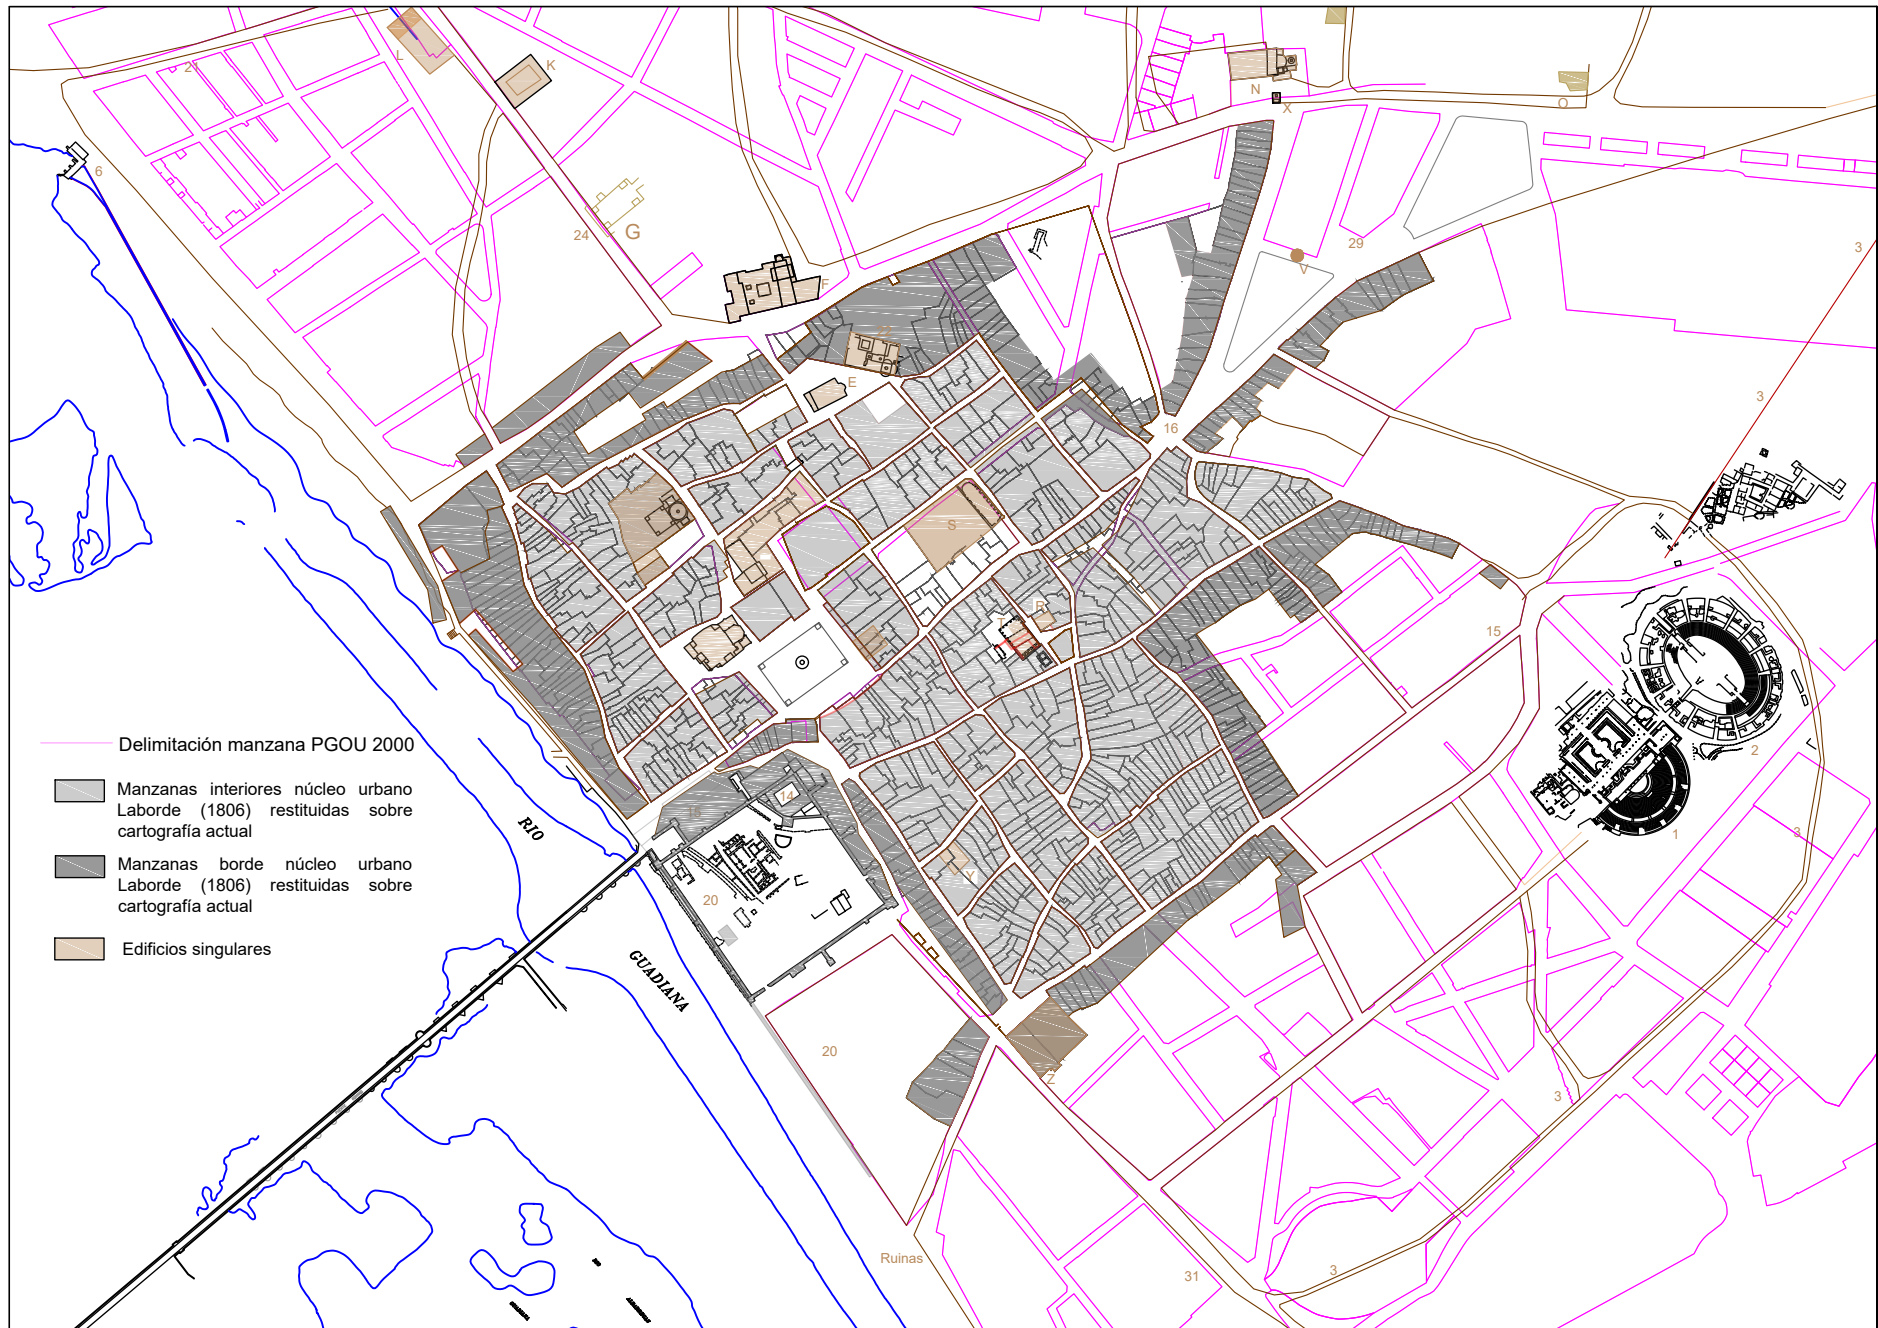 L
K
N
X
O
21
6
24
G
F
V
29
3
E
3
16
S
R
T
15
2
1
3
Delimitación manzana PGOU 2000
Manzanas interiores núcleo urbano
Laborde (1806) restituidas sobre
cartografía actual
Manzanas borde núcleo urbano
Laborde (1806) restituidas sobre
cartografía actual
Edificios singulares
RIO
GUADIANA
14
20
Y
20
Z
3
Ruinas
31
3